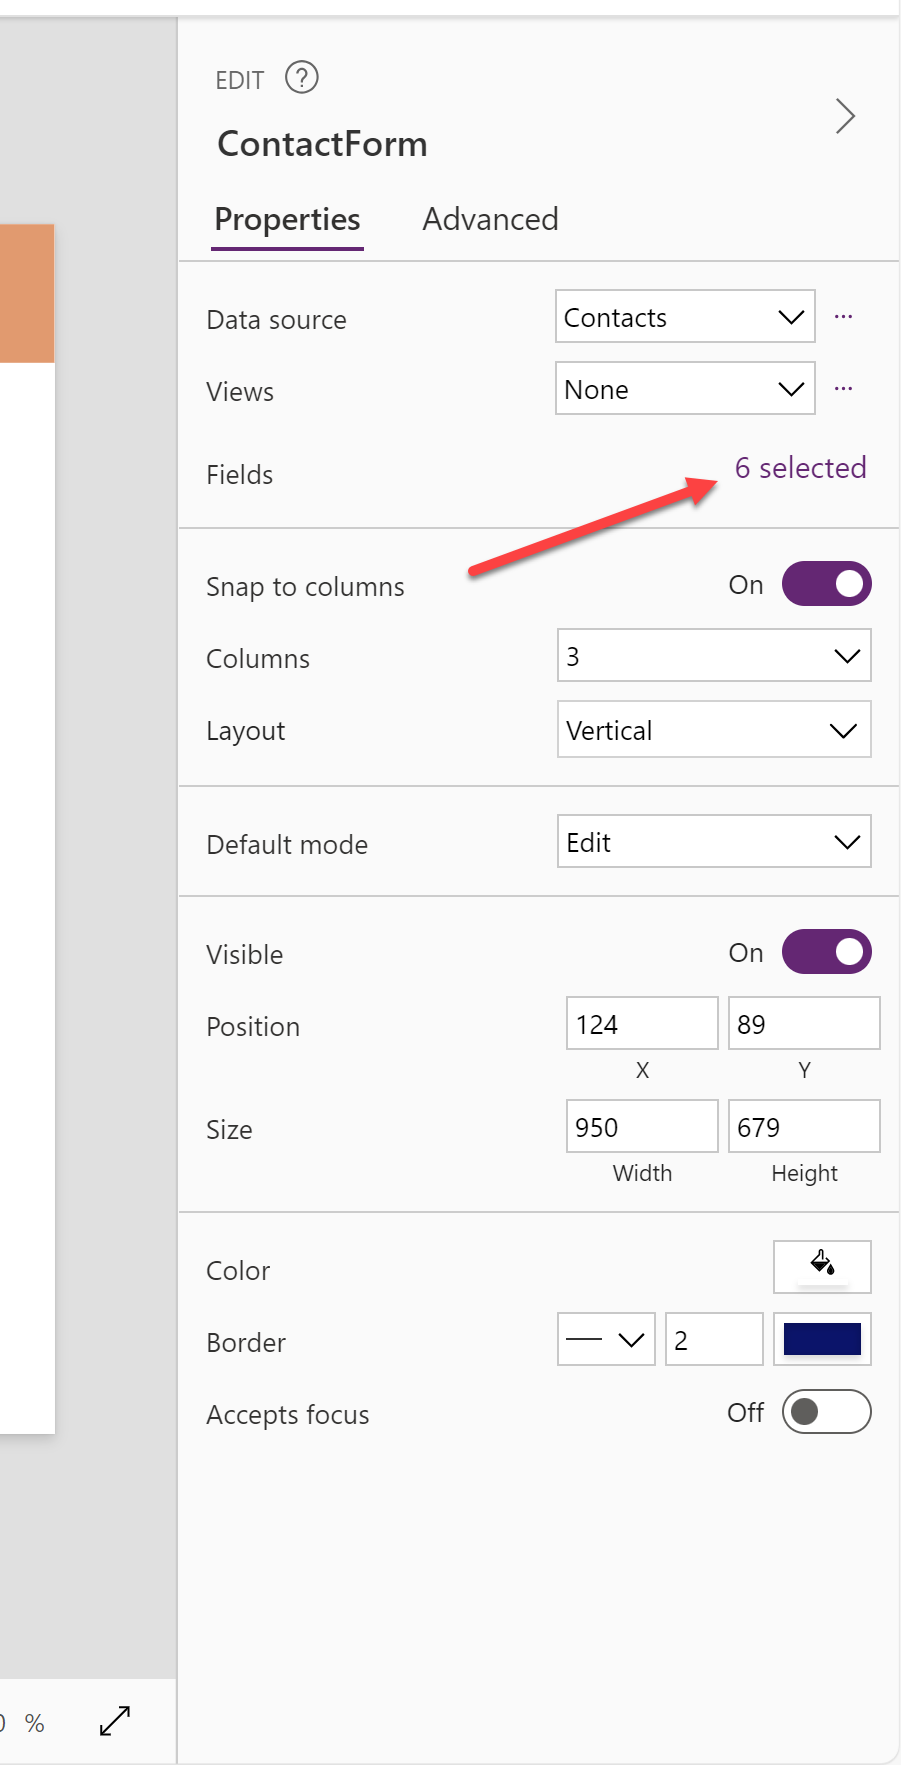 EDIT ?
ContactForm
Properties Advanced
Data source Contacts ...
Views None ...
Fields 6 selected
Snap to columns On
Columns 3
Layout Vertical
Default mode Edit
Visible On
Position 124 89
X Y
Size 950 679
Width Height
Color
Border 2
Accepts focus Off
%